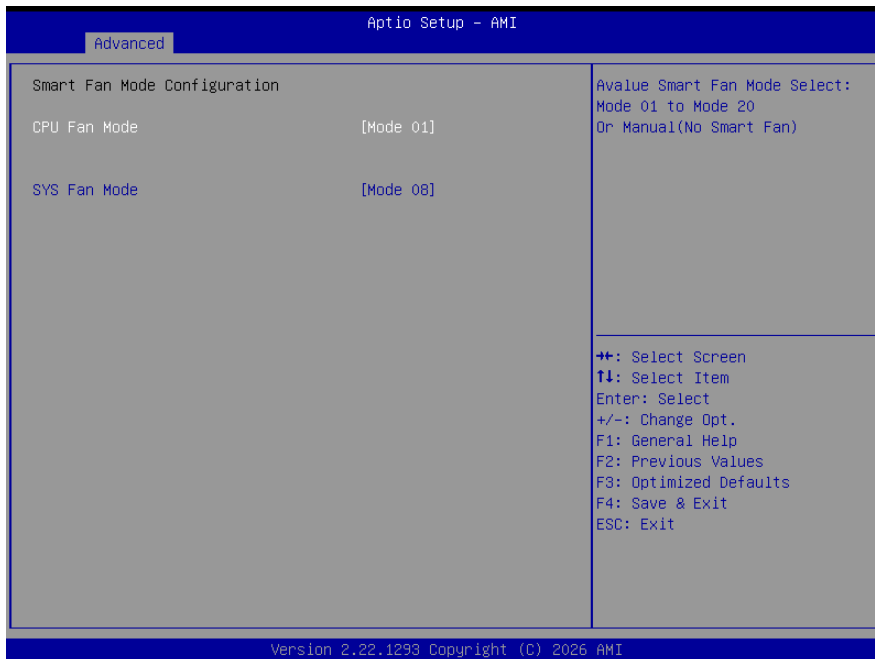 Aptio Setup - AMI
Advanced
Smart Fan Mode Configuration
CPU Fan Mode [Mode 01]
SYS Fan Mode [Mode 08]
Avalue Smart Fan Mode Select:
Mode 01 to Mode 20
Or Manual(No Smart Fan)
→←: Select Screen
↑↓: Select Item
Enter: Select
+/-: Change Opt.
F1: General Help
F2: Previous Values
F3: Optimized Defaults
F4: Save & Exit
ESC: Exit
Version 2.22.1293 Copyright (C) 2026 AMI